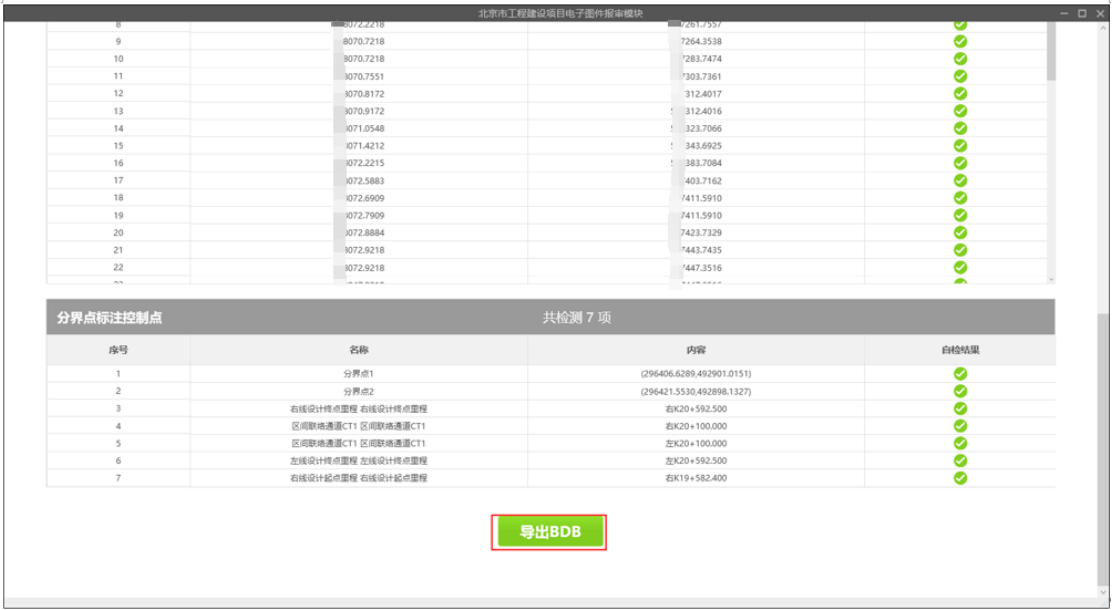 北京市工程建设项目电子图件报审模块
8 8072.2218 7261.7557
9 8070.7218 7264.3538
10 8070.7218 7283.7474
11 8070.7551 7303.7361
12 8070.8172 312.4017
13 8070.9172 312.4016
14 8071.0548 323.7066
15 8071.4212 343.6925
16 8072.2215 383.7084
17 8072.5883 7403.7162
18 8072.6909 7411.5910
19 8072.7909 7411.5910
20 8072.8884 7423.7329
21 8072.9218 7443.7435
22 8072.9218 7447.3516
分界点标注控制点 共检测 7 项
序号 名称 内容 自检结果
1 分界点1 (296406.6289,492901.0151)
2 分界点2 (296421.5530,492898.1327)
3 右线设计终点里程 右线设计终点里程 右K20+592.500
4 区间联络通道CT1 区间联络通道CT1 右K20+100.000
5 区间联络通道CT1 区间联络通道CT1 左K20+100.000
6 左线设计终点里程 左线设计终点里程 左K20+592.500
7 右线设计起点里程 右线设计起点里程 右K19+582.400
导出BDB